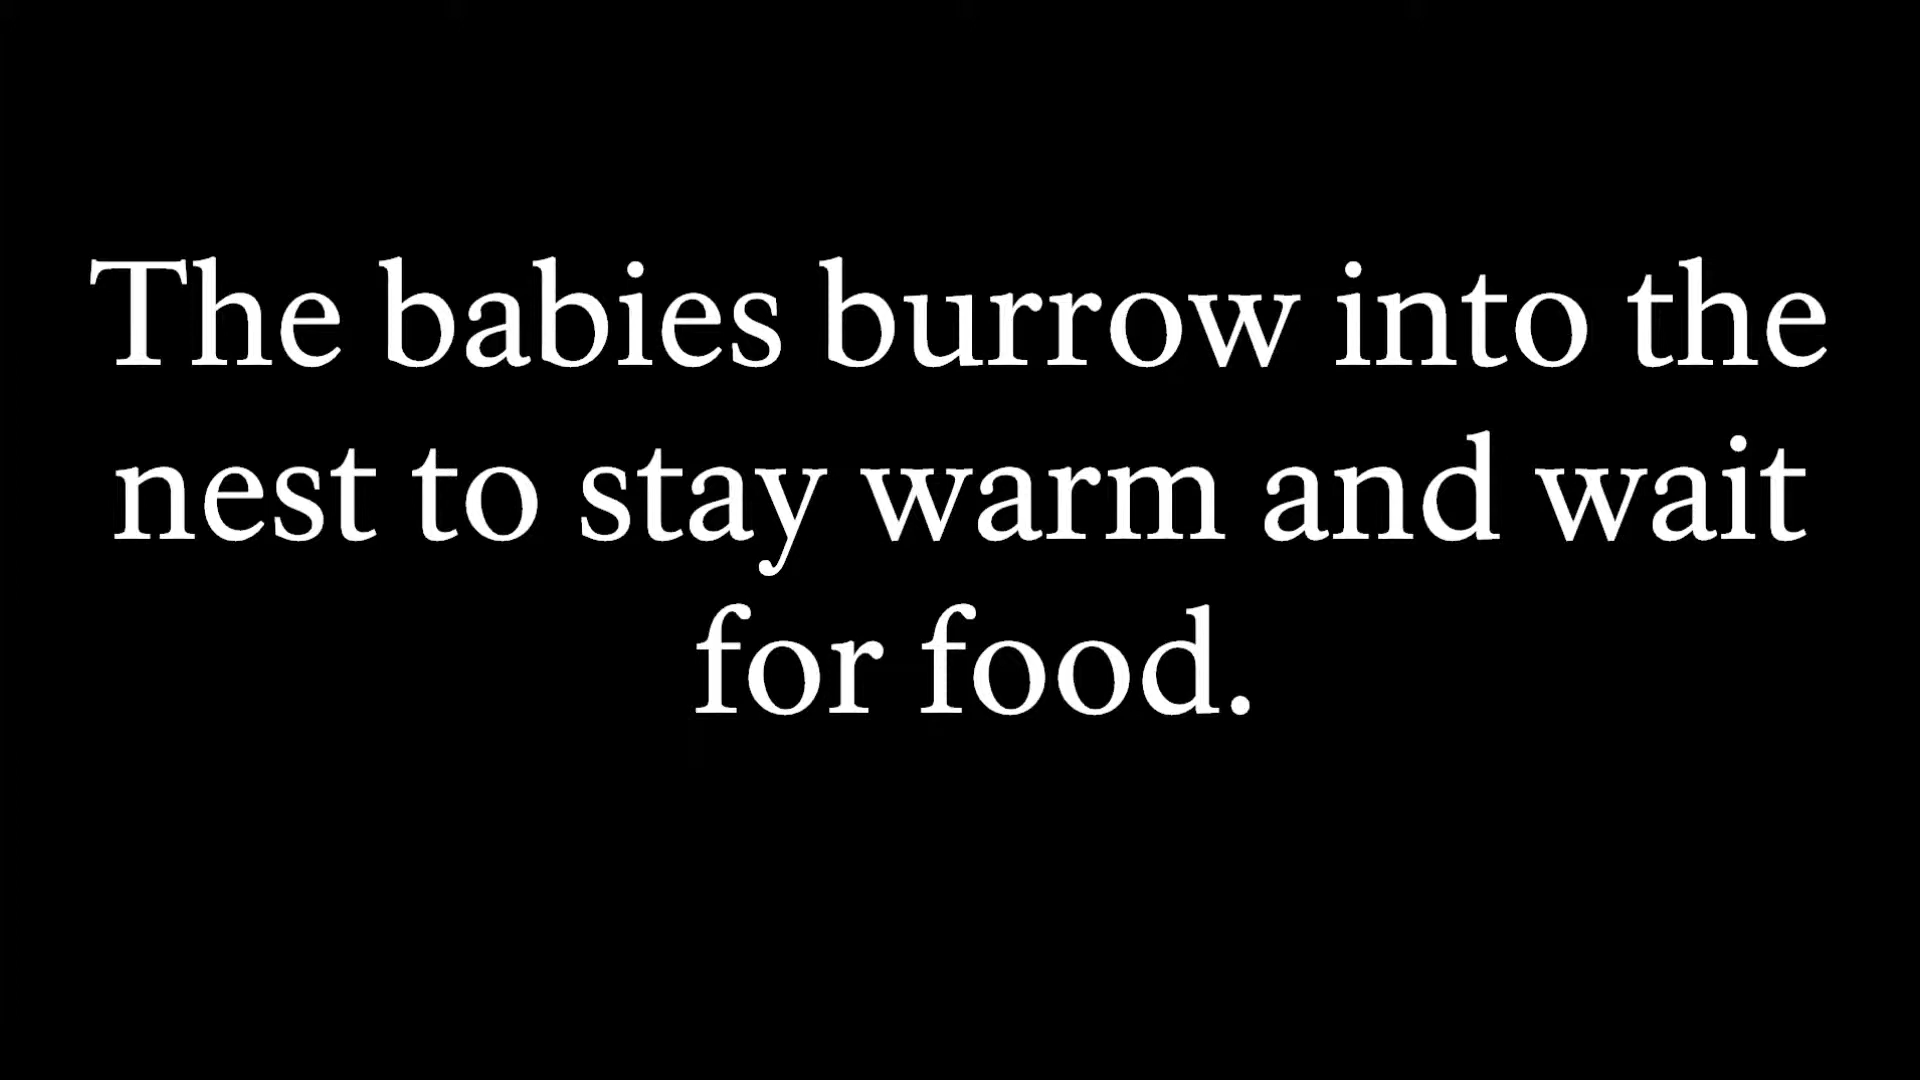 The babies burrow into the
nest to stay warm and wait
for food.